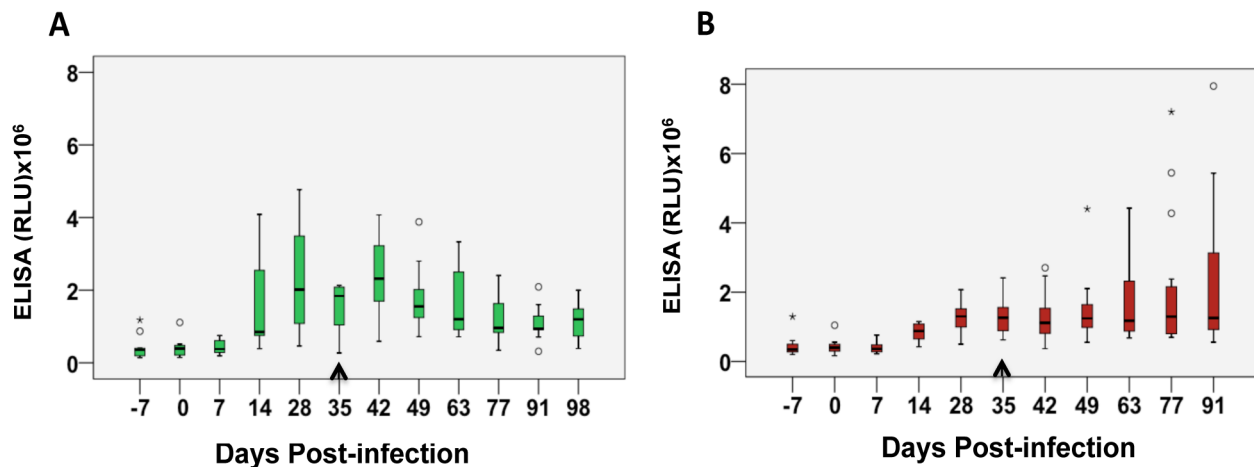 A
ELISA (RLU)x10⁶
8
6
4
2
0
-7 0 7 14 28 35 42 49 63 77 91 98
Days Post-infection
B
ELISA (RLU)x10⁶
8
6
4
2
0
-7 0 7 14 28 35 42 49 63 77 91
Days Post-infection